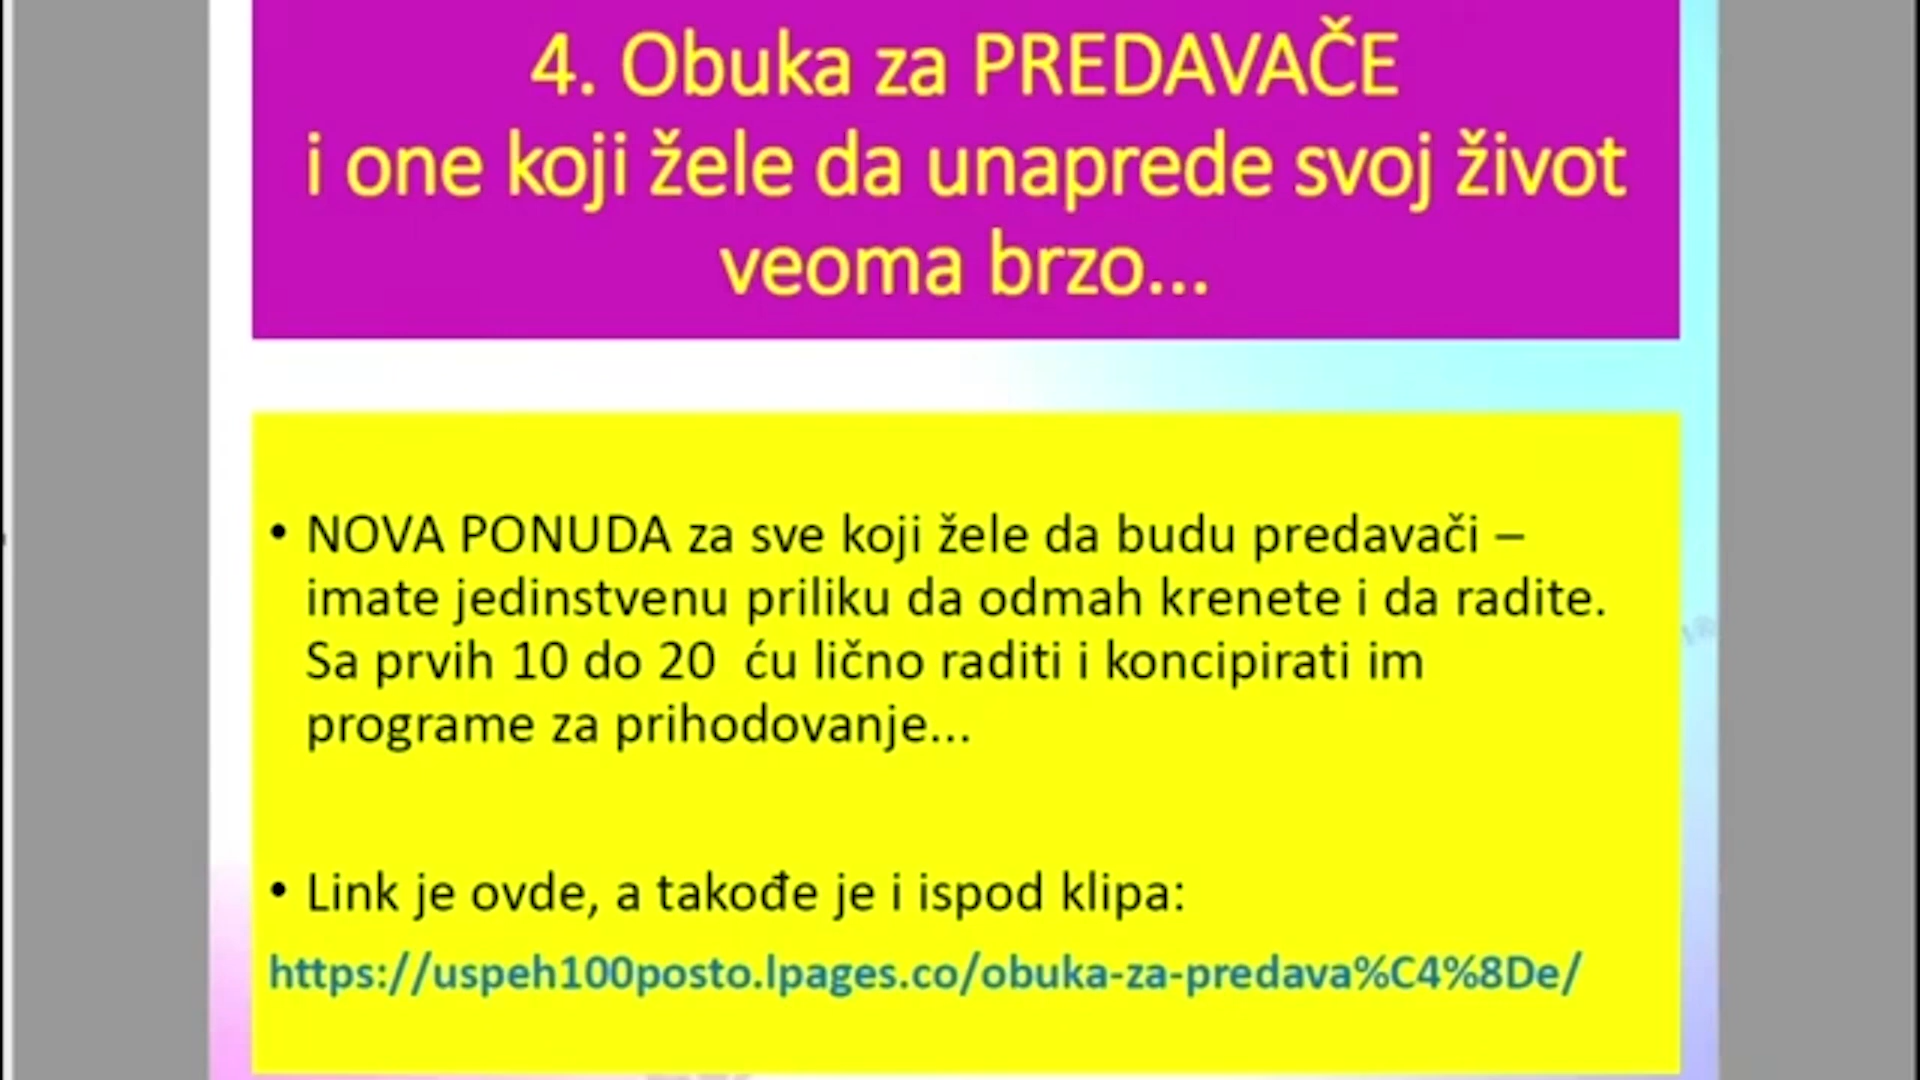 4. Obuka za PREDAVAČE
i one koji žele da unaprede svoj život
veoma brzo...
• NOVA PONUDA za sve koji žele da budu predavači –
imate jedinstvenu priliku da odmah krenete i da radite.
Sa prvih 10 do 20 ću lično raditi i koncipirati im
programe za prihodovanje...
• Link je ovde, a takođe je i ispod klipa:
https://uspeh100posto.lpages.co/obuka-za-predava%C4%8De/